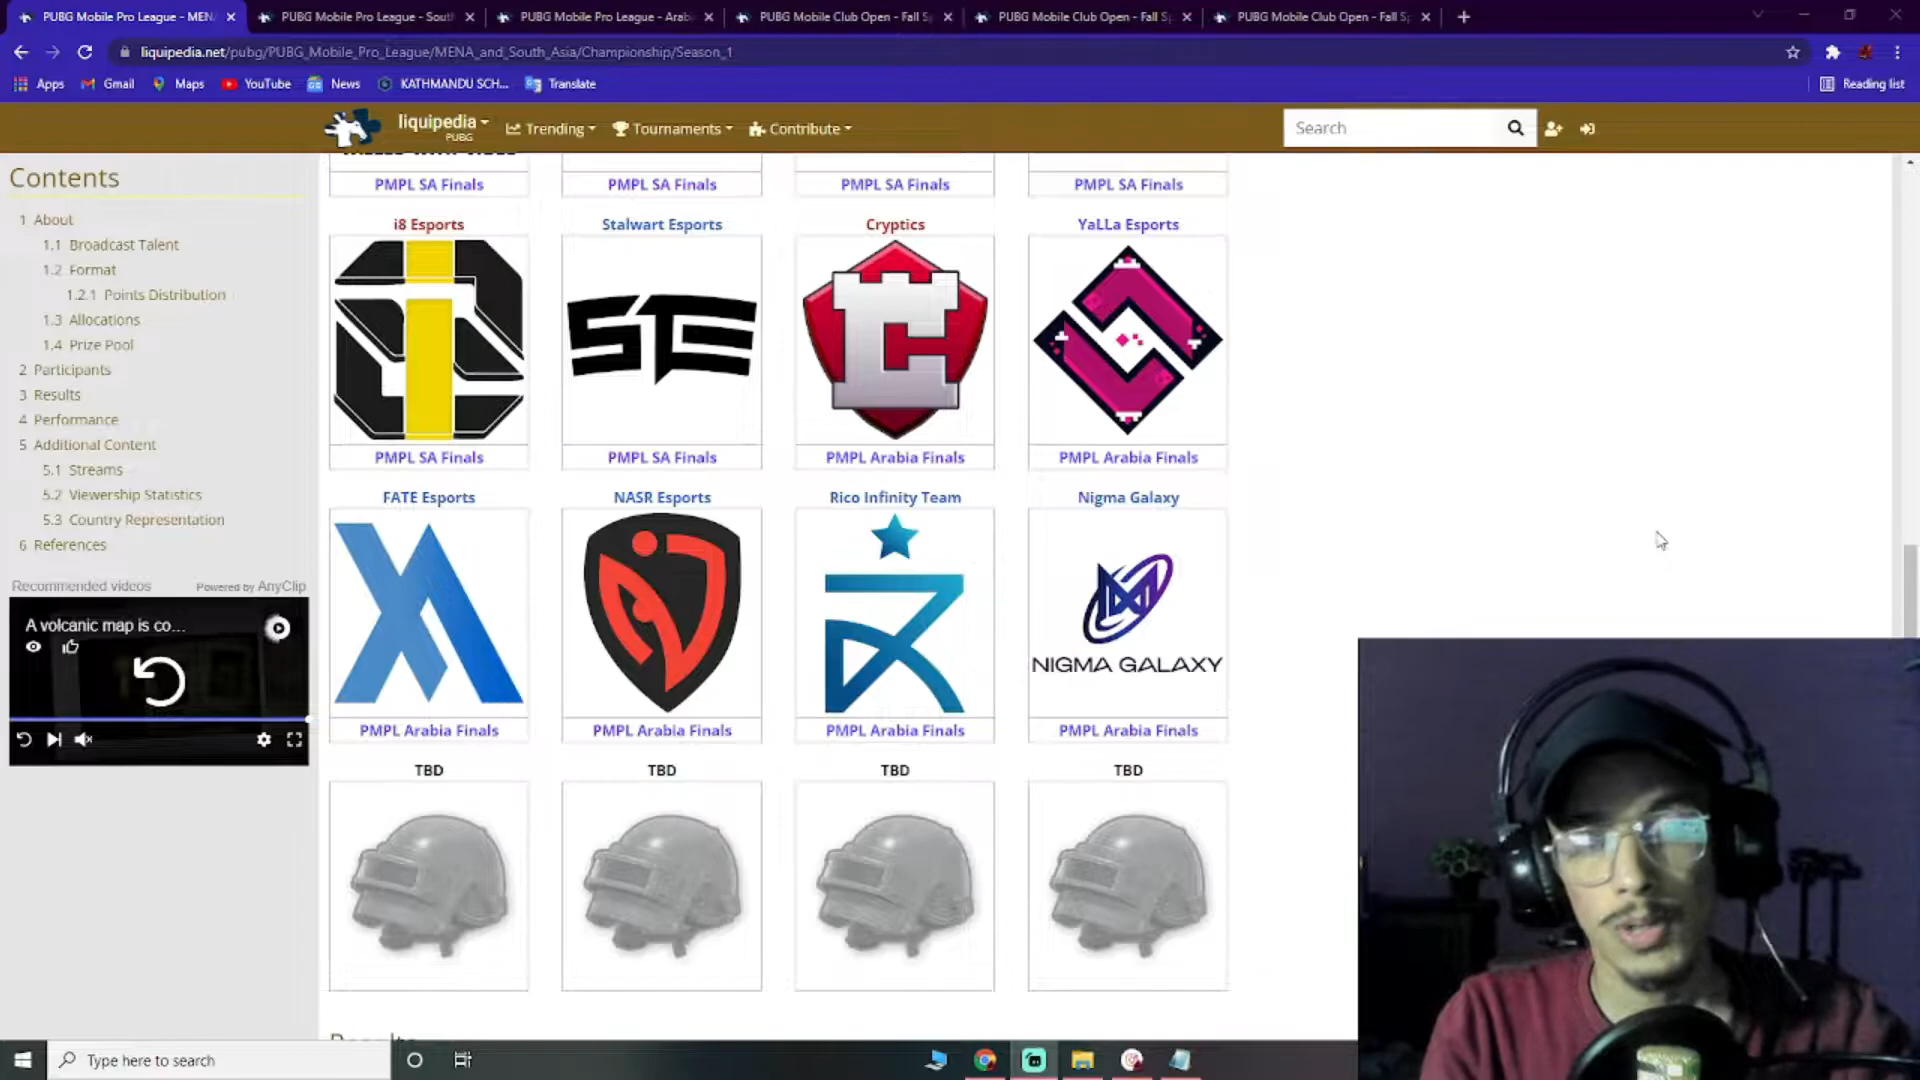 PUBG Mobile Pro League - MEN
PUBG Mobile Pro League - Sout
PUBG Mobile Pro League - Arab
PUBG Mobile Club Open - Fall Sp
PUBG Mobile Club Open - Fall Sp
PUBG Mobile Club Open - Fall Sp
liquipedia.net/pubg/PUBG_Mobile_Pro_League/MENA_and_South_Asia/Championship/Season_1
Apps
Gmail
Maps
YouTube
News
KATHMANDU SCH...
Translate
Reading list
liquipedia
PUBG
Trending
Tournaments
Contribute
Search
Contents
1 About
1.1 Broadcast Talent
1.2 Format
1.2.1 Points Distribution
1.3 Allocations
1.4 Prize Pool
2 Participants
3 Results
4 Performance
5 Additional Content
5.1 Streams
5.2 Viewership Statistics
5.3 Country Representation
6 References
Recommended videos
Powered by AnyClip
A volcanic map is co...
PMPL SA Finals
PMPL SA Finals
PMPL SA Finals
PMPL SA Finals
i8 Esports
Stalwart Esports
Cryptics
YaLLa Esports
PMPL SA Finals
PMPL SA Finals
PMPL Arabia Finals
PMPL Arabia Finals
FATE Esports
NASR Esports
Rico Infinity Team
Nigma Galaxy
NIGMA GALAXY
PMPL Arabia Finals
PMPL Arabia Finals
PMPL Arabia Finals
PMPL Arabia Finals
TBD
TBD
TBD
TBD
Type here to search